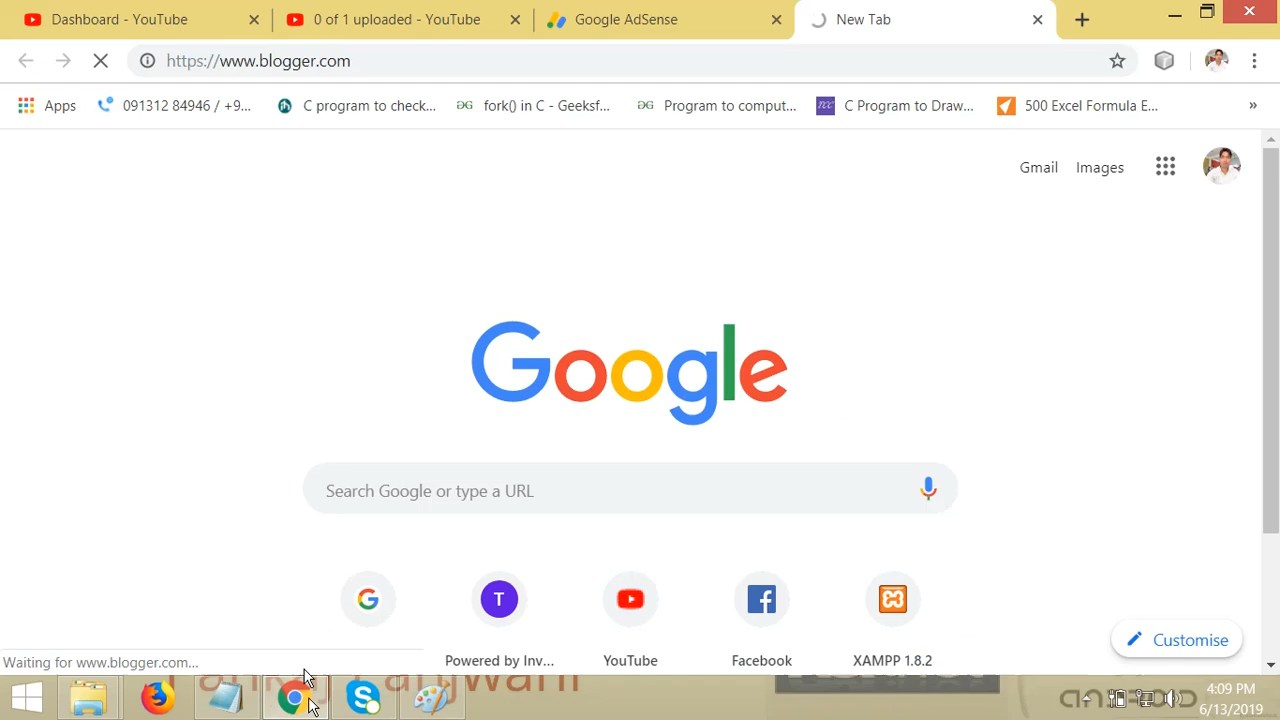 Dashboard - YouTube
0 of 1 uploaded - YouTube
Google AdSense
New Tab
https://www.blogger.com
Apps
091312 84946 / +9...
C program to check...
fork() in C - Geeksf...
Program to comput...
C Program to Draw...
500 Excel Formula E...
»
Gmail
Images
Google
Search Google or type a URL
T
Powered by Inv...
YouTube
Facebook
XAMPP 1.8.2
Customise
Waiting for www.blogger.com...
4:09 PM
6/13/2019